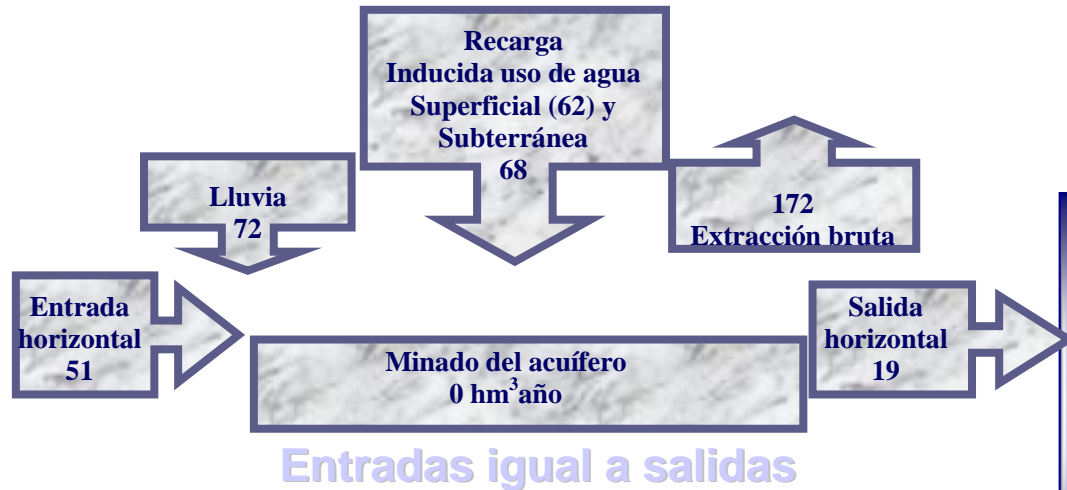 Recarga
Inducida uso de agua
Superficial (62) y
Subterránea
68
Lluvia
72
172
Extracción bruta
Entrada
horizontal
51
Salida
horizontal
19
Minado del acuífero
0 hm³año
Entradas igual a salidas